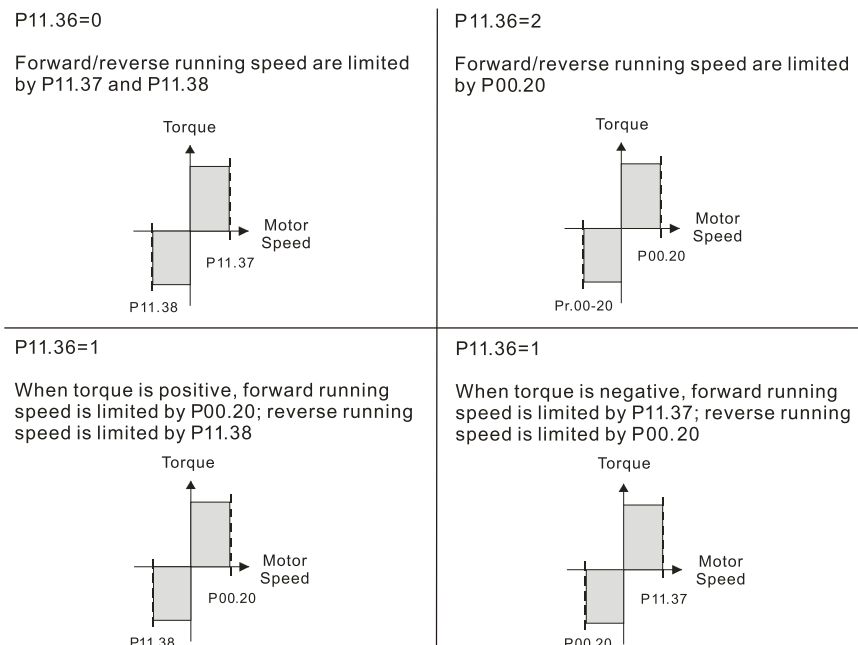 P11.36=0
Forward/reverse running speed are limited
by P11.37 and P11.38
Torque
Motor
Speed
P11.37
P11.38
P11.36=2
Forward/reverse running speed are limited
by P00.20
Torque
Motor
Speed
P00.20
Pr.00-20
P11.36=1
When torque is positive, forward running
speed is limited by P00.20; reverse running
speed is limited by P11.38
Torque
Motor
Speed
P00.20
P11.38
P11.36=1
When torque is negative, forward running
speed is limited by P11.37; reverse running
speed is limited by P00.20
Torque
Motor
Speed
P11.37
P00.20